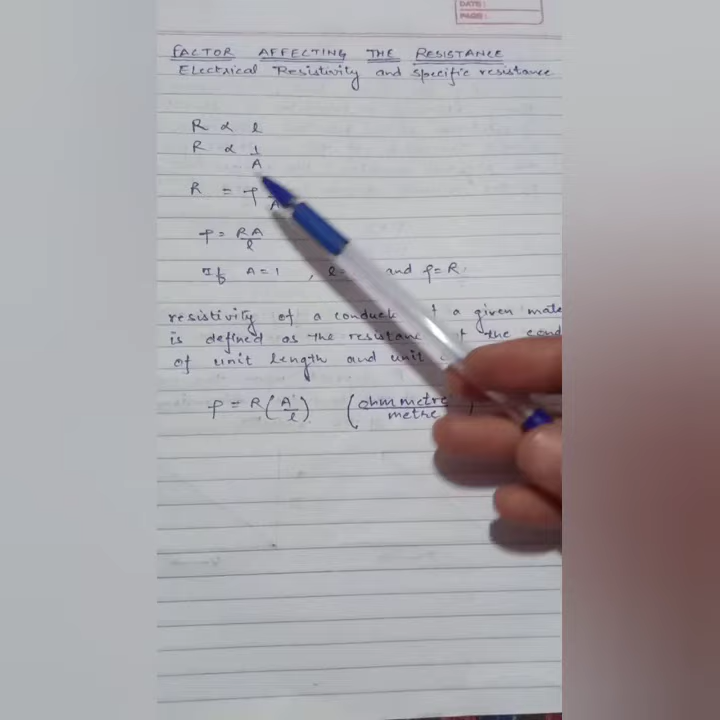 DATE:
PAGE:
FACTOR AFFECTING THE RESISTANCE
Electrical Resistivity and specific resistance
R ∝ l
R ∝ 1/A
R = ρ /A
ρ = RA/l
If A = 1 , l = and ρ = R
resistivity of a conduc a given mate
is defined as the resistanc the cond
of unit length and unit
ρ = R(A/l) (ohm metre/metre